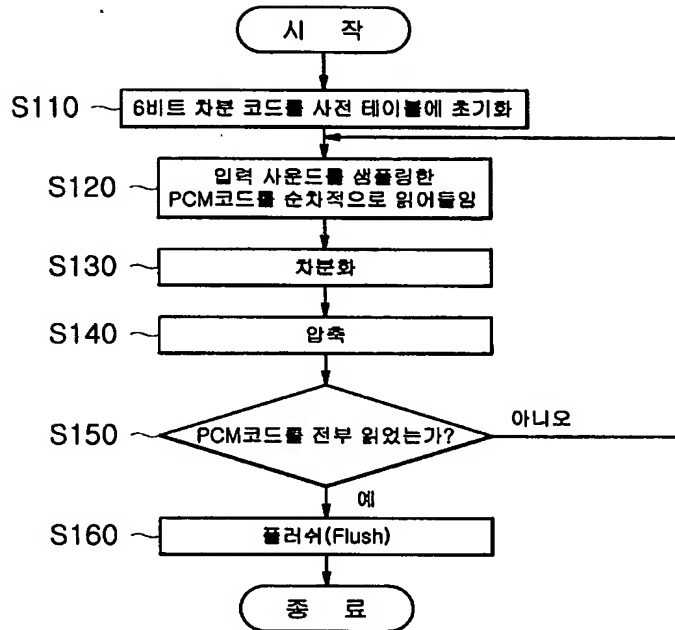 시 작
S110
6비트 차분 코드를 사전 테이블에 초기화
S120
입력 사운드를 샘플링한
PCM코드를 순차적으로 읽어들임
S130
차분화
S140
압축
S150
PCM코드를 전부 읽었는가?
아니오
예
S160
플러쉬(Flush)
종 료